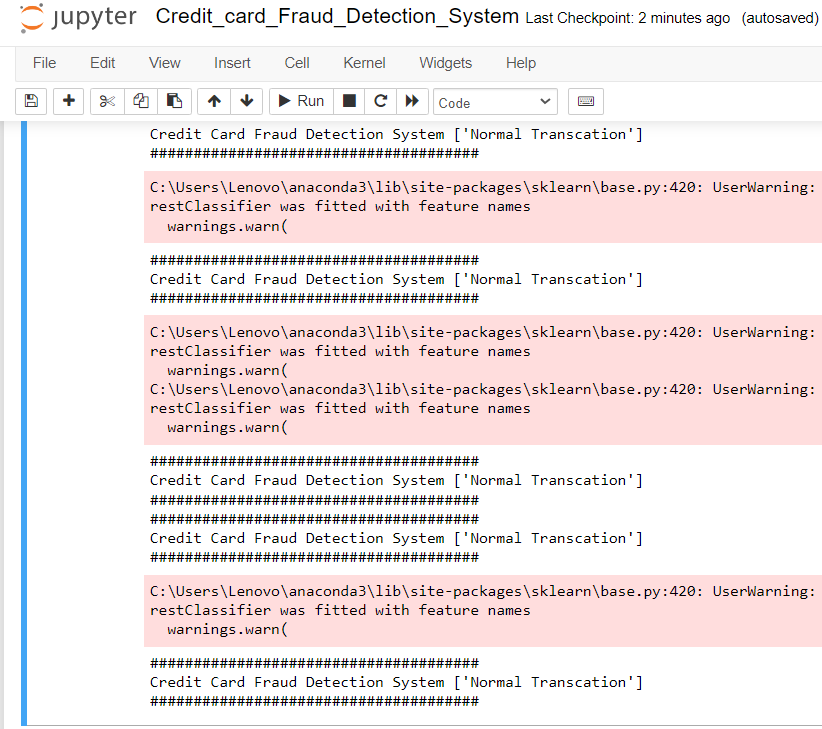 jupyter Credit_card_Fraud_Detection_System Last Checkpoint: 2 minutes ago (autosaved)
File Edit View Insert Cell Kernel Widgets Help
Run Code
Credit Card Fraud Detection System ['Normal Transcation']
######################################
C:\Users\Lenovo\anaconda3\lib\site-packages\sklearn\base.py:420: UserWarning:
restClassifier was fitted with feature names
warnings.warn(
######################################
Credit Card Fraud Detection System ['Normal Transcation']
######################################
C:\Users\Lenovo\anaconda3\lib\site-packages\sklearn\base.py:420: UserWarning:
restClassifier was fitted with feature names
warnings.warn(
C:\Users\Lenovo\anaconda3\lib\site-packages\sklearn\base.py:420: UserWarning:
restClassifier was fitted with feature names
warnings.warn(
######################################
Credit Card Fraud Detection System ['Normal Transcation']
######################################
######################################
Credit Card Fraud Detection System ['Normal Transcation']
######################################
C:\Users\Lenovo\anaconda3\lib\site-packages\sklearn\base.py:420: UserWarning:
restClassifier was fitted with feature names
warnings.warn(
######################################
Credit Card Fraud Detection System ['Normal Transcation']
######################################